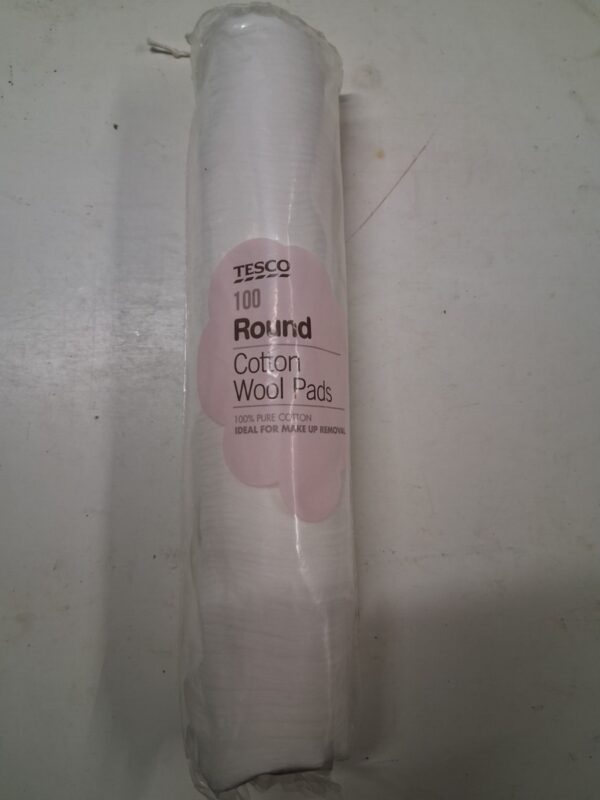 TESCO
100
Round
Cotton
Wool Pads
100% PURE COTTON
IDEAL FOR MAKE UP REMOVAL